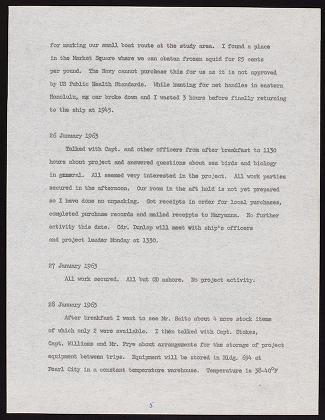 for marking our small boat route at the study area.  I found a place
in the Market Square where we can obatan frozen squid for 25 cents
per pound.  The Navy cannot purchase this for us as it is not approved
by US Public Health Standards.  While hunting for net handles in eastern
Honolulu, my car broke down and I wasted 3 hours before finally returning
to the ship at 1945.
26 January 1963
Talked with Capt. and other officers from after breakfast to 1130
hours about project and answered questions about sea birds and biology
in general.  All seemed very interested in the project.  All work parties
secured in the afternoon.  Our room in the aft hold is not yet prepared
so I have done no unpacking.  Got receipts in order for local purchases,
completed purchase records and mailed receipts to Maryanna.  No further
activity this date.  Cdr. Dunlap will meet with ship's officers
and project leader Monday at 1330.
27 January 1963
All work secured.  All but OD ashore.  No project activity.
28 January 1963
After breakfast I went to see Mr. Saito about 4 more stock items
of which only 2 were available.  I then talked with Capt. Stokes,
Capt. Williams and Mr. Frye about arrangements for the storage of project
equipment between trips.  Equipment will be stored in Bldg. 694 at
Pearl City in a constant temperature warehouse.  Temperature is 38-40°F
5